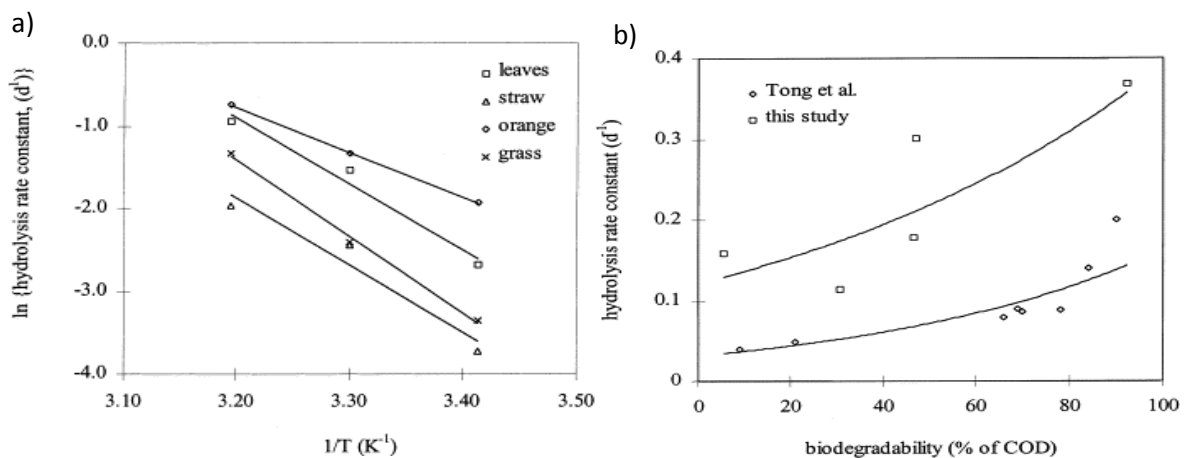 a)
ln {hydrolysis rate constant, (d¹)}
0.0
-1.0
-2.0
-3.0
-4.0
3.10
3.20
3.30
3.40
3.50
1/T (K⁻¹)
leaves
straw
orange
grass
b)
hydrolysis rate constant (d⁻¹)
0.4
0.3
0.2
0.1
0
0
20
40
60
80
100
biodegradability (% of COD)
Tong et al.
this study